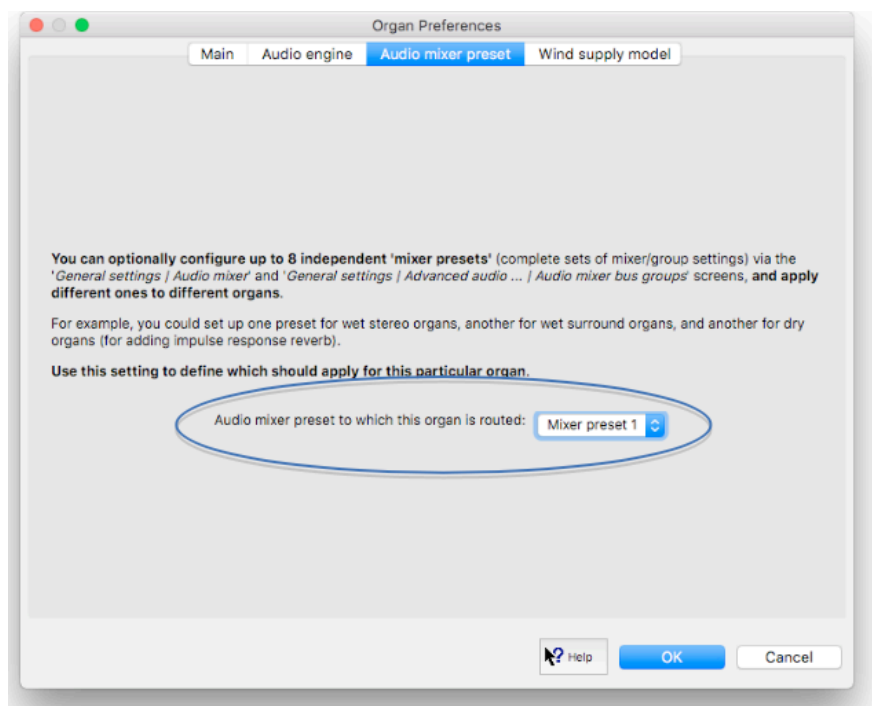 Organ Preferences
Main Audio engine Audio mixer preset Wind supply model
You can optionally configure up to 8 independent 'mixer presets' (complete sets of mixer/group settings) via the
'General settings | Audio mixer' and 'General settings | Advanced audio ... | Audio mixer bus groups' screens, and apply
different ones to different organs.
For example, you could set up one preset for wet stereo organs, another for wet surround organs, and another for dry
organs (for adding impulse response reverb).
Use this setting to define which should apply for this particular organ.
Audio mixer preset to which this organ is routed: Mixer preset 1
? Help OK Cancel